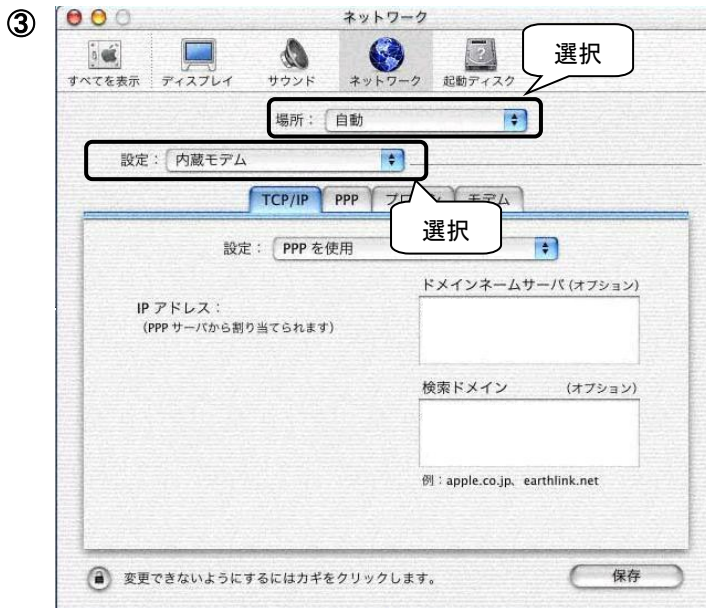 ③
ネットワーク
すべてを表示 ディスプレイ サウンド ネットワーク 起動ディスク
選択
場所： 自動
設定： 内蔵モデム
TCP/IP PPP モデム
選択
設定： PPP を使用
ドメインネームサーバ (オプション)
IP アドレス：
（PPP サーバから割り当てられます）
検索ドメイン (オプション)
例：apple.co.jp、earthlink.net
変更できないようにするにはカギをクリックします。 保存